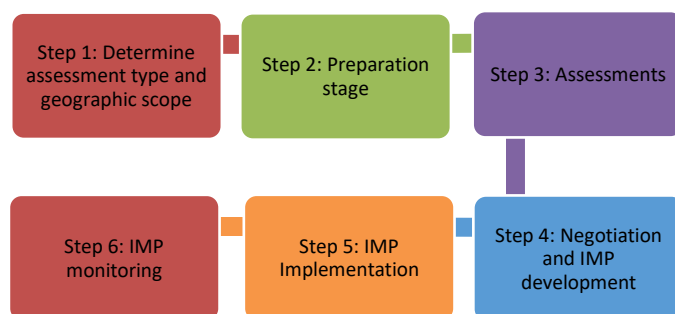 Step 1: Determine
assessment type and
geographic scope
Step 2: Preparation
stage
Step 3: Assessments
Step 4: Negotiation
and IMP
development
Step 5: IMP
Implementation
Step 6: IMP
monitoring